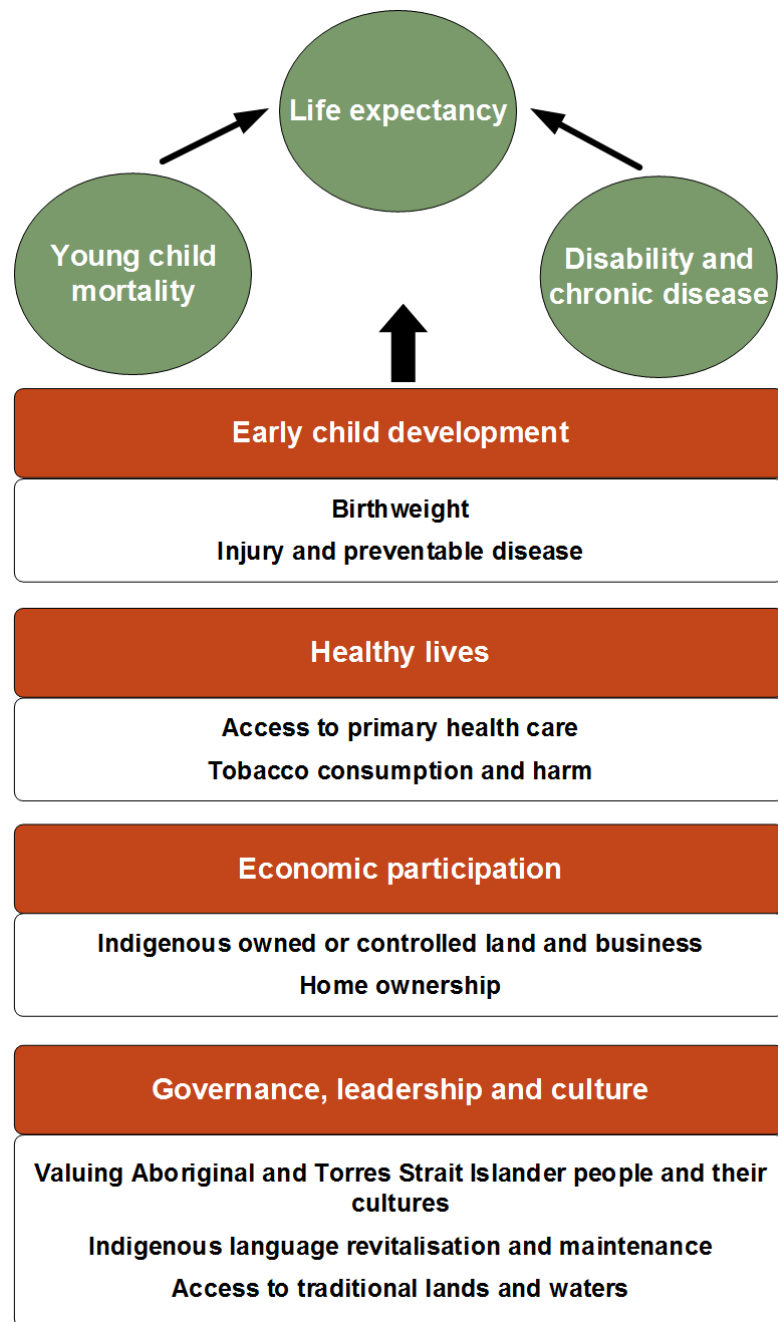 Life expectancy
Young child
mortality
Disability and
chronic disease
Early child development
Birthweight
Injury and preventable disease
Healthy lives
Access to primary health care
Tobacco consumption and harm
Economic participation
Indigenous owned or controlled land and business
Home ownership
Governance, leadership and culture
Valuing Aboriginal and Torres Strait Islander people and their
cultures
Indigenous language revitalisation and maintenance
Access to traditional lands and waters